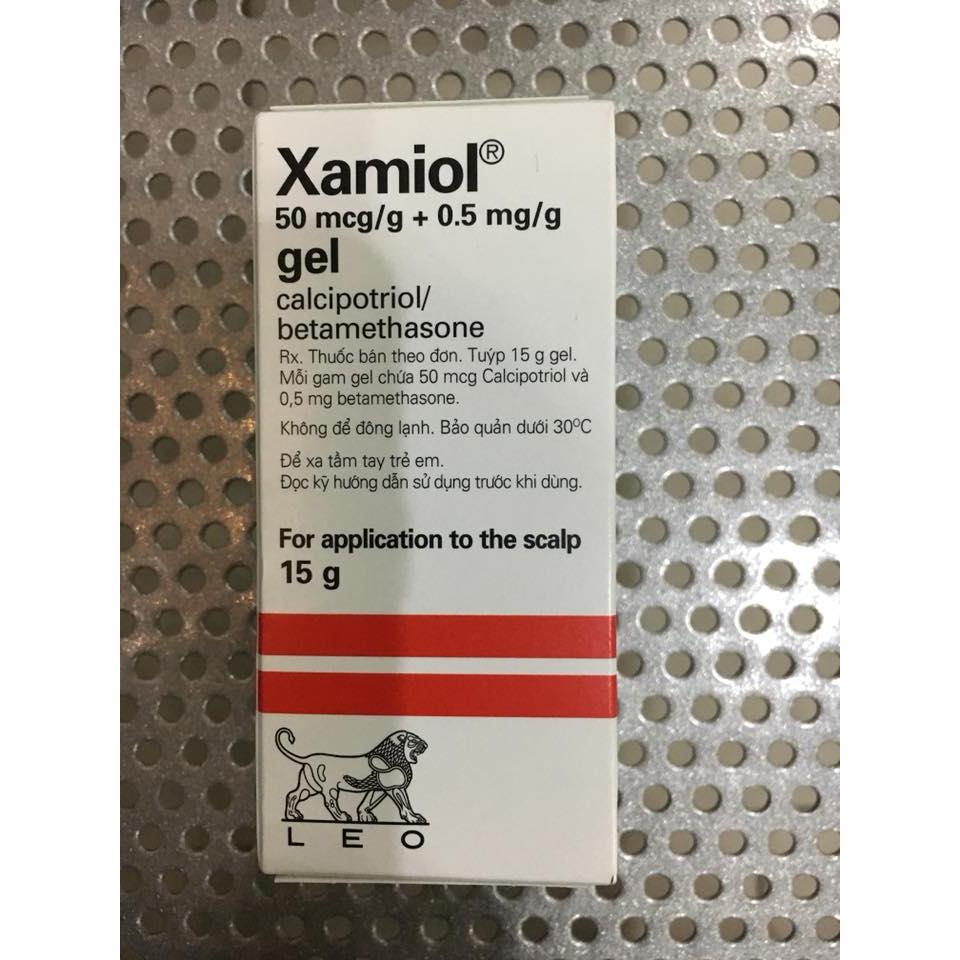 Xamiol®
50 mcg/g + 0.5 mg/g
gel
calcipotriol/
betamethasone
Rx. Thuốc bán theo đơn. Tuýp 15 g gel.
Mỗi gam gel chứa 50 mcg Calcipotriol và
0,5 mg betamethasone.
Không để đông lạnh. Bảo quản dưới 30ºC
Để xa tầm tay trẻ em.
Đọc kỹ hướng dẫn sử dụng trước khi dùng.
For application to the scalp
15 g
LEO